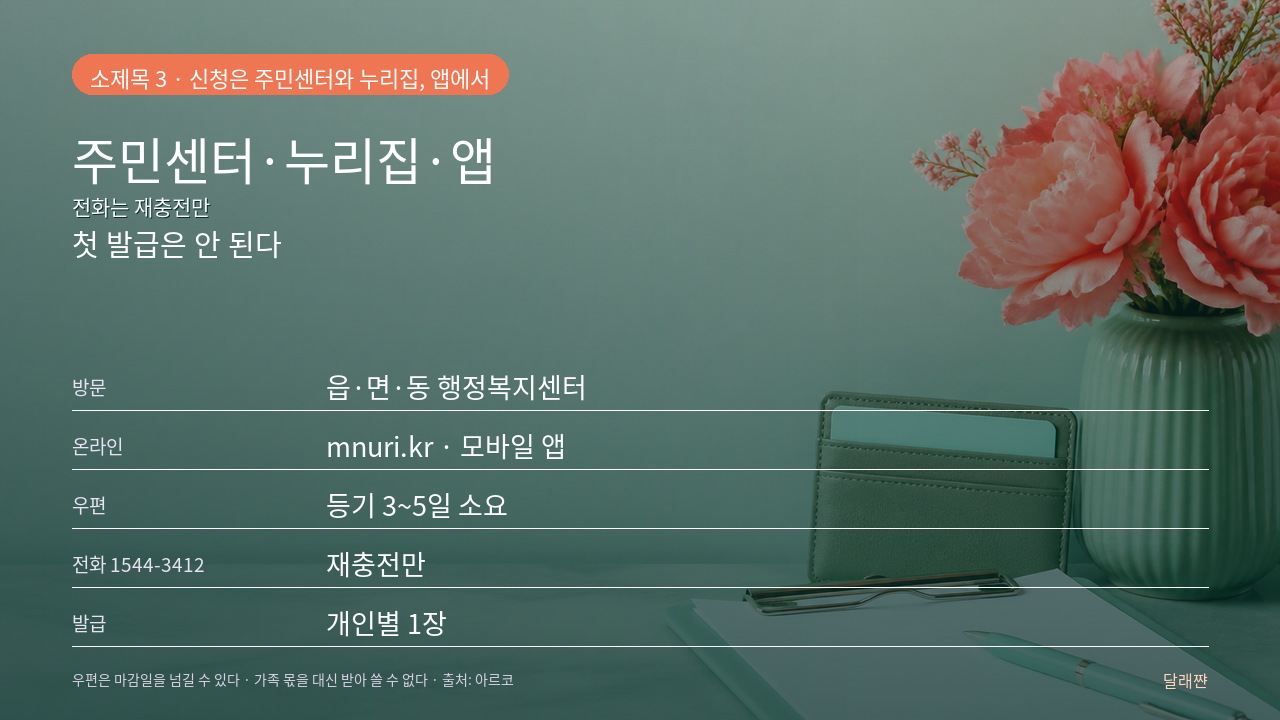 소제목 3 · 신청은 주민센터와 누리집, 앱에서
주민센터·누리집·앱
전화는 재충전만
첫 발급은 안 된다
방문 읍·면·동 행정복지센터
온라인 mnuri.kr · 모바일 앱
우편 등기 3~5일 소요
전화 1544-3412 재충전만
발급 개인별 1장
우편은 마감일을 넘길 수 있다 · 가족 몫을 대신 받아 쓸 수 없다 · 출처: 아르코
달래쨘